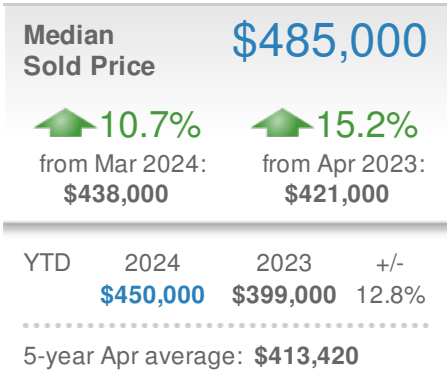 Median
Sold Price
$485,000
10.7%
from Mar 2024:
$438,000
15.2%
from Apr 2023:
$421,000
YTD 2024 2023 +/-
$450,000 $399,000 12.8%
5-year Apr average: $413,420